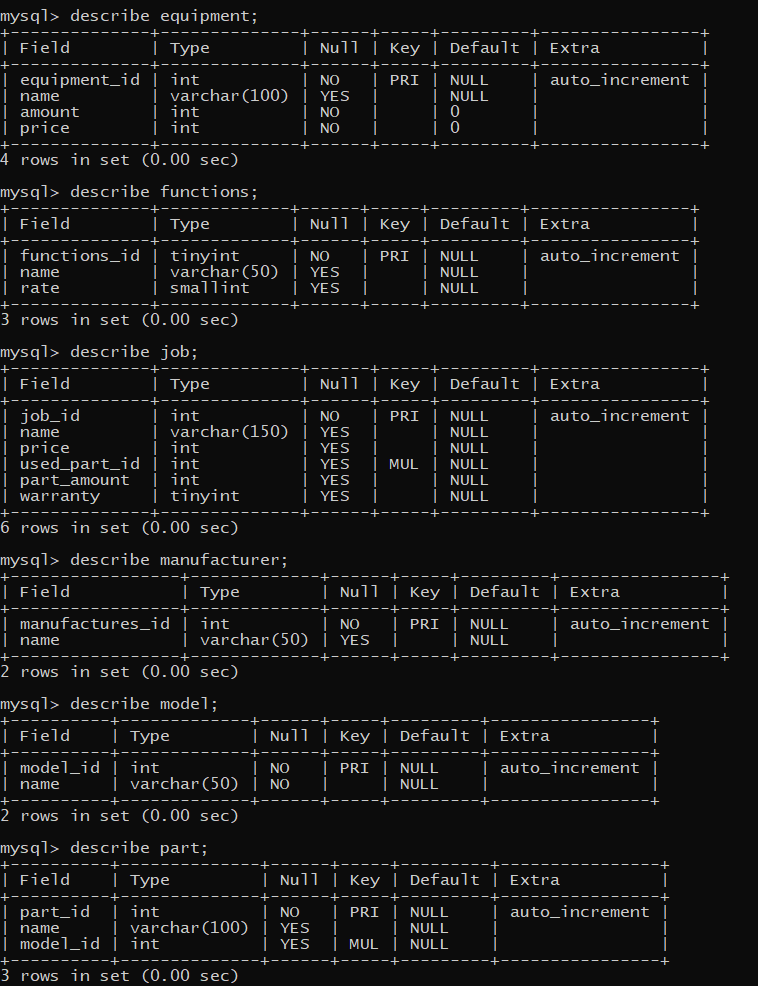 mysql> describe equipment;
+--------------+--------------+------+-----+---------+----------------+
| Field        | Type         | Null | Key | Default | Extra          |
+--------------+--------------+------+-----+---------+----------------+
| equipment_id | int          | NO   | PRI | NULL    | auto_increment |
| name         | varchar(100) | YES  |     | NULL    |                |
| amount       | int          | NO   |     | 0       |                |
| price        | int          | NO   |     | 0       |                |
+--------------+--------------+------+-----+---------+----------------+
4 rows in set (0.00 sec)
mysql> describe functions;
+--------------+-------------+------+-----+---------+----------------+
| Field        | Type        | Null | Key | Default | Extra          |
+--------------+-------------+------+-----+---------+----------------+
| functions_id | tinyint     | NO   | PRI | NULL    | auto_increment |
| name         | varchar(50) | YES  |     | NULL    |                |
| rate         | smallint    | YES  |     | NULL    |                |
+--------------+-------------+------+-----+---------+----------------+
3 rows in set (0.00 sec)
mysql> describe job;
+--------------+--------------+------+-----+---------+----------------+
| Field        | Type         | Null | Key | Default | Extra          |
+--------------+--------------+------+-----+---------+----------------+
| job_id       | int          | NO   | PRI | NULL    | auto_increment |
| name         | varchar(150) | YES  |     | NULL    |                |
| price        | int          | YES  |     | NULL    |                |
| used_part_id | int          | YES  | MUL | NULL    |                |
| part_amount  | int          | YES  |     | NULL    |                |
| warranty     | tinyint      | YES  |     | NULL    |                |
+--------------+--------------+------+-----+---------+----------------+
6 rows in set (0.00 sec)
mysql> describe manufacturer;
+-----------------+-------------+------+-----+---------+----------------+
| Field           | Type        | Null | Key | Default | Extra          |
+-----------------+-------------+------+-----+---------+----------------+
| manufactures_id | int         | NO   | PRI | NULL    | auto_increment |
| name            | varchar(50) | YES  |     | NULL    |                |
+-----------------+-------------+------+-----+---------+----------------+
2 rows in set (0.00 sec)
mysql> describe model;
+----------+-------------+------+-----+---------+----------------+
| Field    | Type        | Null | Key | Default | Extra          |
+----------+-------------+------+-----+---------+----------------+
| model_id | int         | NO   | PRI | NULL    | auto_increment |
| name     | varchar(50) | NO   |     | NULL    |                |
+----------+-------------+------+-----+---------+----------------+
2 rows in set (0.00 sec)
mysql> describe part;
+----------+--------------+------+-----+---------+----------------+
| Field    | Type         | Null | Key | Default | Extra          |
+----------+--------------+------+-----+---------+----------------+
| part_id  | int          | NO   | PRI | NULL    | auto_increment |
| name     | varchar(100) | YES  |     | NULL    |                |
| model_id | int          | YES  | MUL | NULL    |                |
+----------+--------------+------+-----+---------+----------------+
3 rows in set (0.00 sec)